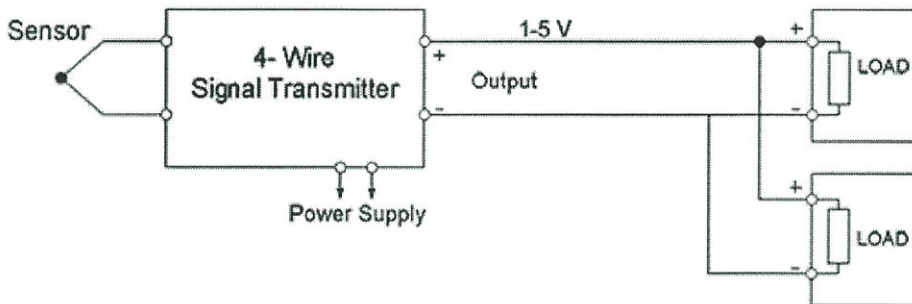 Sensor
4- Wire
Signal Transmitter
1-5 V
+
-
Output
Power Supply
+
-
LOAD
+
-
LOAD